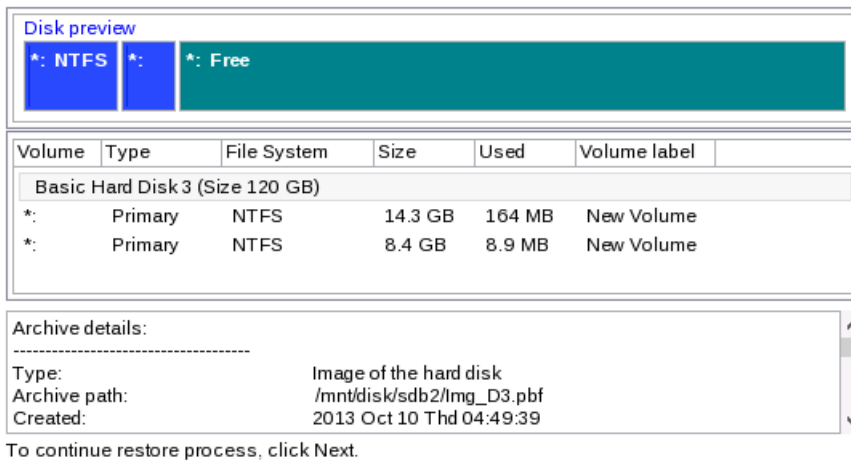 Disk preview
*: NTFS *: *: Free
Volume Type File System Size Used Volume label
Basic Hard Disk 3 (Size 120 GB)
*: Primary NTFS 14.3 GB 164 MB New Volume
*: Primary NTFS 8.4 GB 8.9 MB New Volume
Archive details:
-------------------------------------
Type: Image of the hard disk
Archive path: /mnt/disk/sdb2/Img_D3.pbf
Created: 2013 Oct 10 Thd 04:49:39
To continue restore process, click Next.